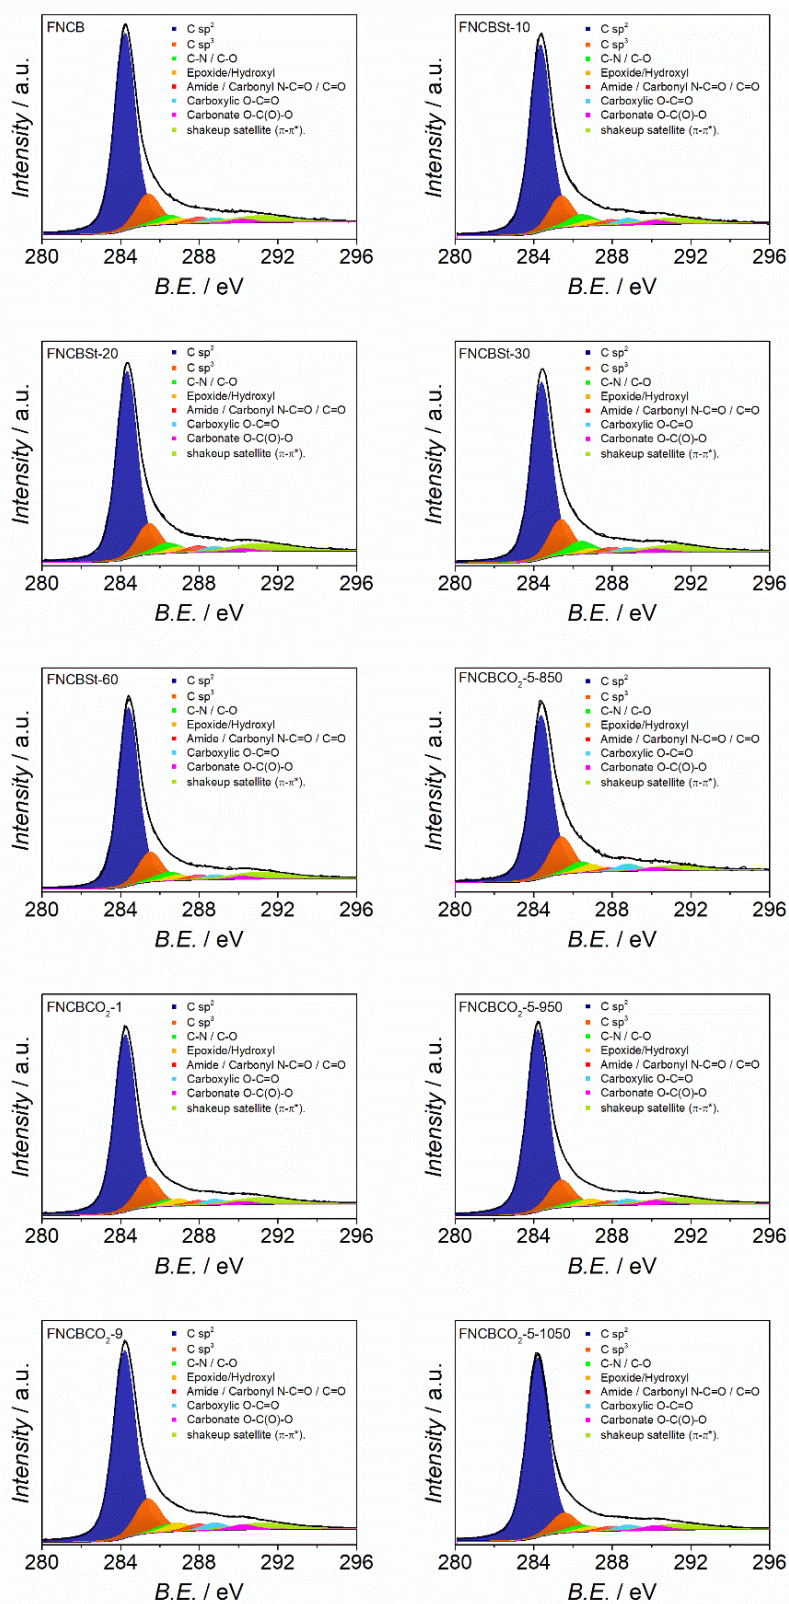 FNCB
C sp²
C sp³
C-N / C-O
Epoxide/Hydroxyl
Amide / Carbonyl N-C=O / C=O
Carboxylic O-C=O
Carbonate O-C(O)-O
shakeup satellite (π-π*).
Intensity / a.u.
280 284 288 292 296
B.E. / eV
FNCBSt-10
C sp²
C sp³
C-N / C-O
Epoxide/Hydroxyl
Amide / Carbonyl N-C=O / C=O
Carboxylic O-C=O
Carbonate O-C(O)-O
shakeup satellite (π-π*).
Intensity / a.u.
280 284 288 292 296
B.E. / eV
FNCBSt-20
C sp²
C sp³
C-N / C-O
Epoxide/Hydroxyl
Amide / Carbonyl N-C=O / C=O
Carboxylic O-C=O
Carbonate O-C(O)-O
shakeup satellite (π-π*).
Intensity / a.u.
280 284 288 292 296
B.E. / eV
FNCBSt-30
C sp²
C sp³
C-N / C-O
Epoxide/Hydroxyl
Amide / Carbonyl N-C=O / C=O
Carboxylic O-C=O
Carbonate O-C(O)-O
shakeup satellite (π-π*).
Intensity / a.u.
280 284 288 292 296
B.E. / eV
FNCBSt-60
C sp²
C sp³
C-N / C-O
Epoxide/Hydroxyl
Amide / Carbonyl N-C=O / C=O
Carboxylic O-C=O
Carbonate O-C(O)-O
shakeup satellite (π-π*).
Intensity / a.u.
280 284 288 292 296
B.E. / eV
FNCBCO₂-5-850
C sp²
C sp³
C-N / C-O
Epoxide/Hydroxyl
Amide / Carbonyl N-C=O / C=O
Carboxylic O-C=O
Carbonate O-C(O)-O
shakeup satellite (π-π*).
Intensity / a.u.
280 284 288 292 296
B.E. / eV
FNCBCO₂-1
C sp²
C sp³
C-N / C-O
Epoxide/Hydroxyl
Amide / Carbonyl N-C=O / C=O
Carboxylic O-C=O
Carbonate O-C(O)-O
shakeup satellite (π-π*).
Intensity / a.u.
280 284 288 292 296
B.E. / eV
FNCBCO₂-5-950
C sp²
C sp³
C-N / C-O
Epoxide/Hydroxyl
Amide / Carbonyl N-C=O / C=O
Carboxylic O-C=O
Carbonate O-C(O)-O
shakeup satellite (π-π*).
Intensity / a.u.
280 284 288 292 296
B.E. / eV
FNCBCO₂-9
C sp²
C sp³
C-N / C-O
Epoxide/Hydroxyl
Amide / Carbonyl N-C=O / C=O
Carboxylic O-C=O
Carbonate O-C(O)-O
shakeup satellite (π-π*).
Intensity / a.u.
280 284 288 292 296
B.E. / eV
FNCBCO₂-5-1050
C sp²
C sp³
C-N / C-O
Epoxide/Hydroxyl
Amide / Carbonyl N-C=O / C=O
Carboxylic O-C=O
Carbonate O-C(O)-O
shakeup satellite (π-π*).
Intensity / a.u.
280 284 288 292 296
B.E. / eV